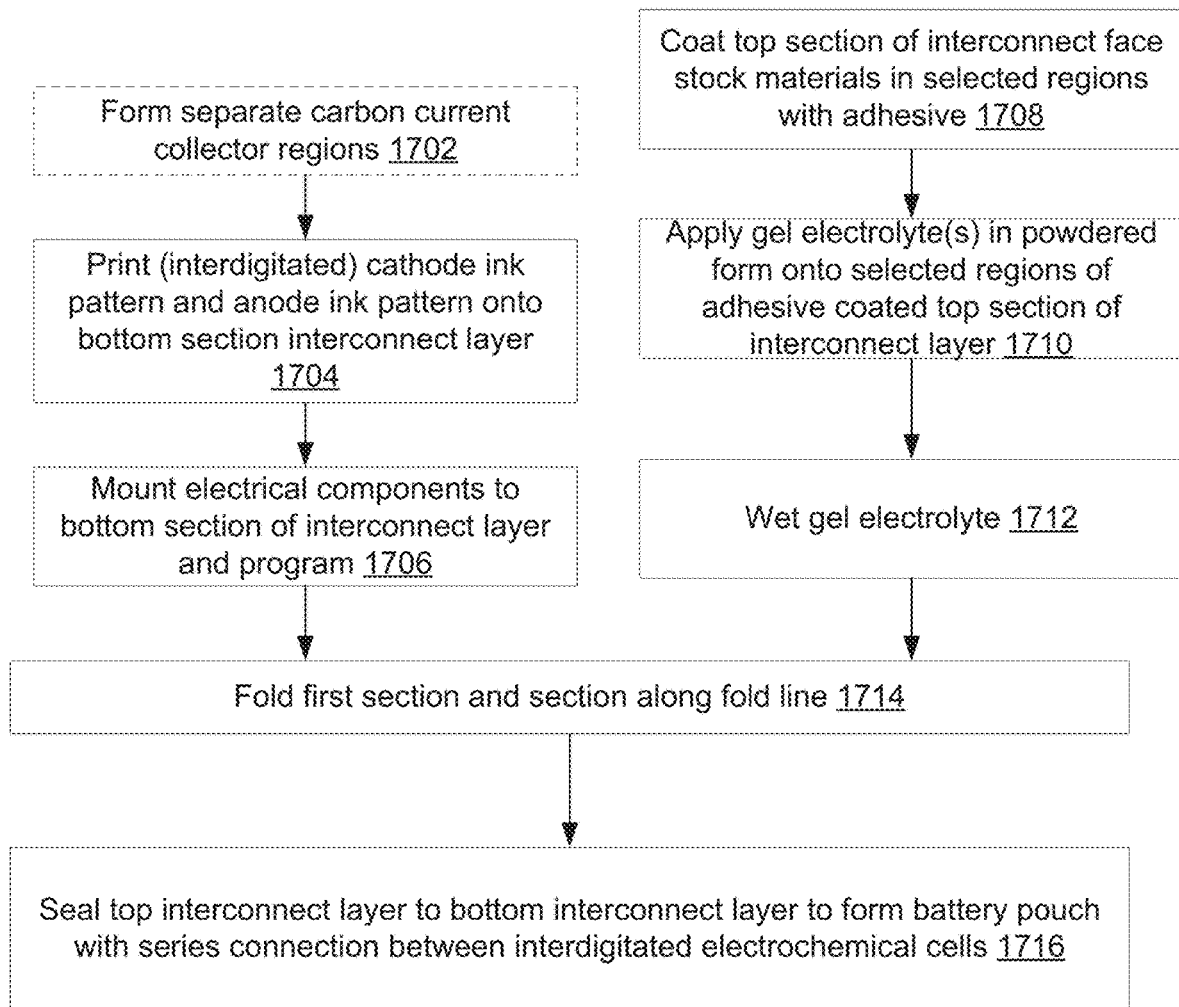 Form separate carbon current
collector regions 1702
Print (interdigitated) cathode ink
pattern and anode ink pattern onto
bottom section interconnect layer
1704
Mount electrical components to
bottom section of interconnect layer
and program 1706
Coat top section of interconnect face
stock materials in selected regions
with adhesive 1708
Apply gel electrolyte(s) in powdered
form onto selected regions of
adhesive coated top section of
interconnect layer 1710
Wet gel electrolyte 1712
Fold first section and section along fold line 1714
Seal top interconnect layer to bottom interconnect layer to form battery pouch
with series connection between interdigitated electrochemical cells 1716